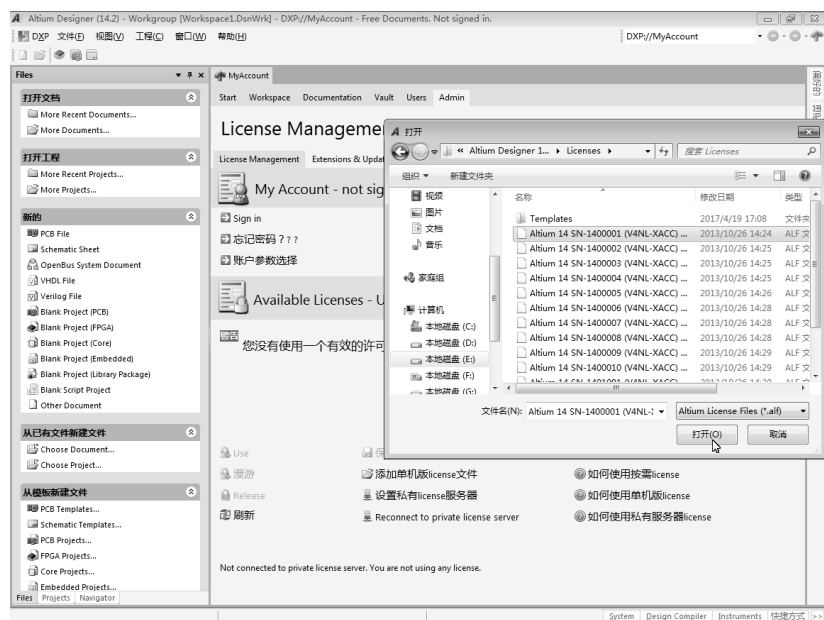 Altium Designer (14.2) - Workgroup [Workspace1.DsnWrk] - DXP://MyAccount - Free Documents. Not signed in.
DXP 文件(F) 视图(V) 工程(C) 窗口(W) 帮助(H)
DXP://MyAccount
Files
打开文档
More Recent Documents...
More Documents...
打开工程
More Recent Projects...
More Projects...
新的
PCB File
Schematic Sheet
OpenBus System Document
VHDL File
Verilog File
Blank Project (PCB)
Blank Project (FPGA)
Blank Project (Core)
Blank Project (Embedded)
Blank Project (Library Package)
Blank Script Project
Other Document
从已有文件新建文件
Choose Document...
Choose Project...
从模板新建文件
PCB Templates...
Schematic Templates...
PCB Projects...
FPGA Projects...
Core Projects...
Embedded Projects...
Files Projects Navigator
MyAccount
Start Workspace Documentation Vault Users Admin
License Manageme
License Management Extensions & Updat
My Account - not sig
Sign in
忘记密码？??
账户参数选择
Available Licenses - U
您没有使用一个有效的许可
Use
漫游
添加单机版license文件
如何使用按需license
Release
设置私有license服务器
如何使用单机版license
刷新
Reconnect to private license server
如何使用私有服务器license
Not connected to private license server. You are not using any license.
打开
« Altium Designer 1... Licenses
搜索 Licenses
组织 新建文件夹
视频
图片
文档
音乐
家庭组
计算机
本地磁盘 (C:)
本地磁盘 (D:)
本地磁盘 (E:)
本地磁盘 (F:)
本地磁盘 (G:)
名称 修改日期 类型
Templates 2017/4/19 17:08 文件夹
Altium 14 SN-1400001 (V4NL-XACC) ... 2013/10/26 14:24 ALF 文
Altium 14 SN-1400002 (V4NL-XACC) ... 2013/10/26 14:25 ALF 文
Altium 14 SN-1400003 (V4NL-XACC) ... 2013/10/26 14:25 ALF 文
Altium 14 SN-1400004 (V4NL-XACC) ... 2013/10/26 14:25 ALF 文
Altium 14 SN-1400005 (V4NL-XACC) ... 2013/10/26 14:26 ALF 文
Altium 14 SN-1400006 (V4NL-XACC) ... 2013/10/26 14:28 ALF 文
Altium 14 SN-1400007 (V4NL-XACC) ... 2013/10/26 14:28 ALF 文
Altium 14 SN-1400008 (V4NL-XACC) ... 2013/10/26 14:28 ALF 文
Altium 14 SN-1400009 (V4NL-XACC) ... 2013/10/26 14:29 ALF 文
Altium 14 SN-1400010 (V4NL-XACC) ... 2013/10/26 14:29 ALF 文
文件名(N): Altium 14 SN-1400001 (V4NL-
Altium License Files (*.alf)
打开(O) 取消
System Design Compiler Instruments 快捷方式 >>